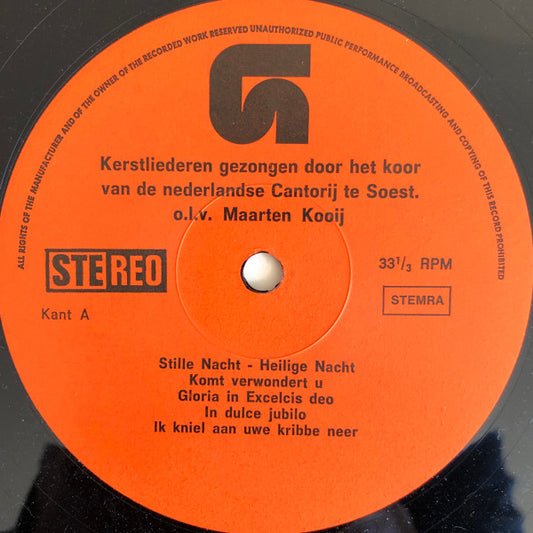 ALL RIGHTS OF THE MANUFACTURER AND OF THE OWNER OF THE RECORDED WORK RESERVED UNAUTHORIZED PUBLIC PERFORMANCE BROADCASTING AND COPYING OF THIS RECORD PROHIBITED
Kerstliederen gezongen door het koor
van de nederlandse Cantorij te Soest.
o.l.v. Maarten Kooij
STEREO
33 1/3 RPM
Kant A
STEMRA
Stille Nacht - Heilige Nacht
Komt verwondert u
Gloria in Excelcis deo
In dulce jubilo
Ik kniel aan uwe kribbe neer